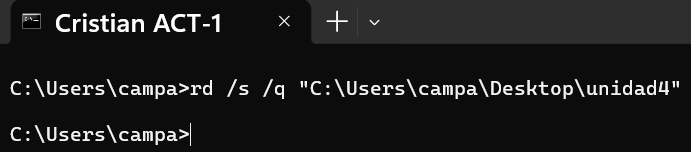 Cristian ACT-1
C:\Users\campa>rd /s /q "C:\Users\campa\Desktop\unidad4"
C:\Users\campa>